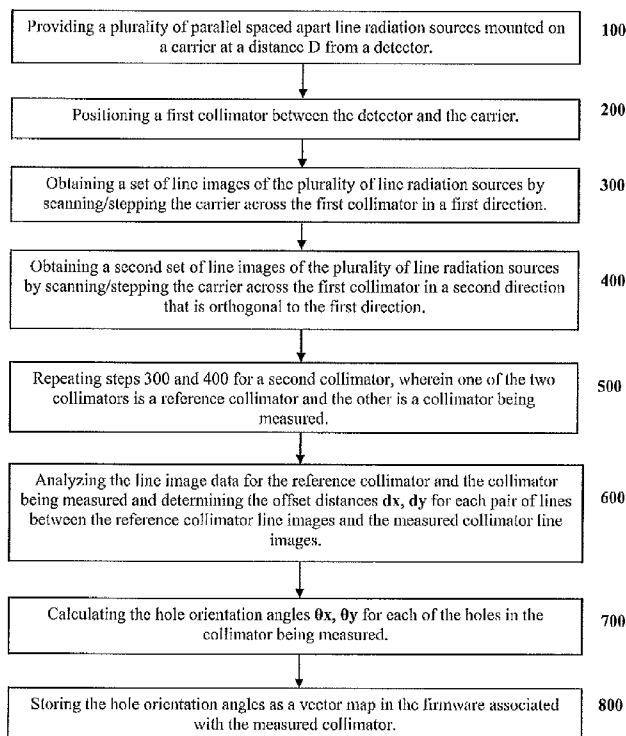 Providing a plurality of parallel spaced apart line radiation sources mounted on
a carrier at a distance D from a detector.
100
Positioning a first collimator between the detector and the carrier.
200
Obtaining a set of line images of the plurality of line radiation sources by
scanning/stepping the carrier across the first collimator in a first direction.
300
Obtaining a second set of line images of the plurality of line radiation sources
by scanning/stepping the carrier across the first collimator in a second direction
that is orthogonal to the first direction.
400
Repeating steps 300 and 400 for a second collimator, wherein one of the two
collimators is a reference collimator and the other is a collimator being
measured.
500
Analyzing the line image data for the reference collimator and the collimator
being measured and determining the offset distances dx, dy for each pair of lines
between the reference collimator line images and the measured collimator line
images.
600
Calculating the hole orientation angles θx, θy for each of the holes in the
collimator being measured.
700
Storing the hole orientation angles as a vector map in the firmware associated
with the measured collimator.
800